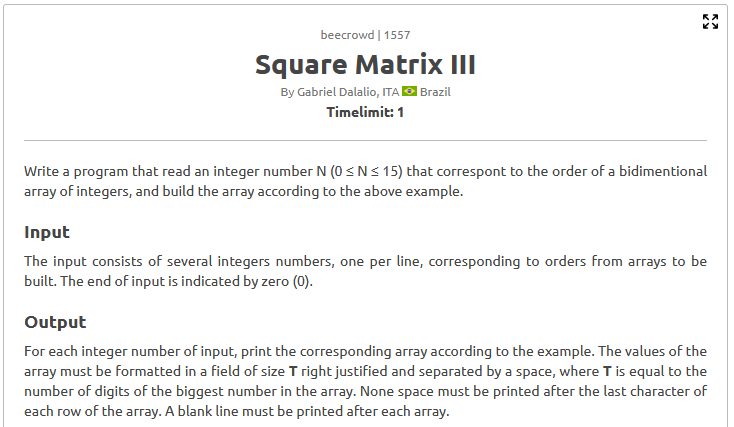 beecrowd | 1557
Square Matrix III
By Gabriel Dalalio, ITA Brazil
Timelimit: 1
Write a program that read an integer number N (0 ≤ N ≤ 15) that correspont to the order of a bidimentional
array of integers, and build the array according to the above example.
Input
The input consists of several integers numbers, one per line, corresponding to orders from arrays to be
built. The end of input is indicated by zero (0).
Output
For each integer number of input, print the corresponding array according to the example. The values of the
array must be formatted in a field of size T right justified and separated by a space, where T is equal to the
number of digits of the biggest number in the array. None space must be printed after the last character of
each row of the array. A blank line must be printed after each array.